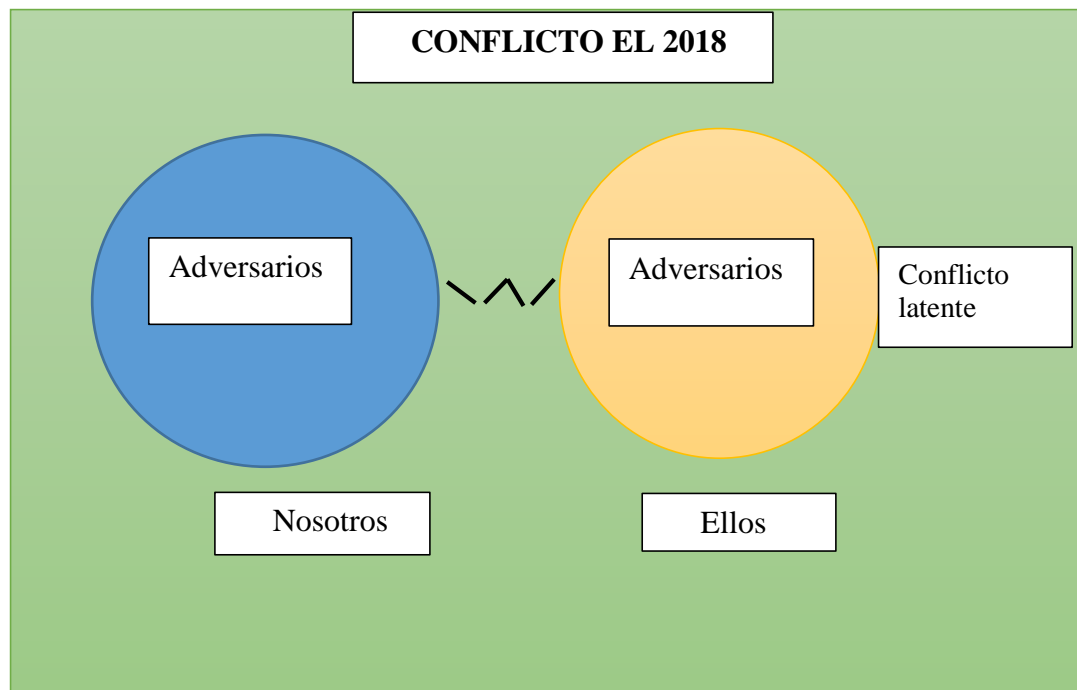 CONFLICTO EL 2018
Adversarios
Adversarios
Conflicto
latente
Nosotros
Ellos